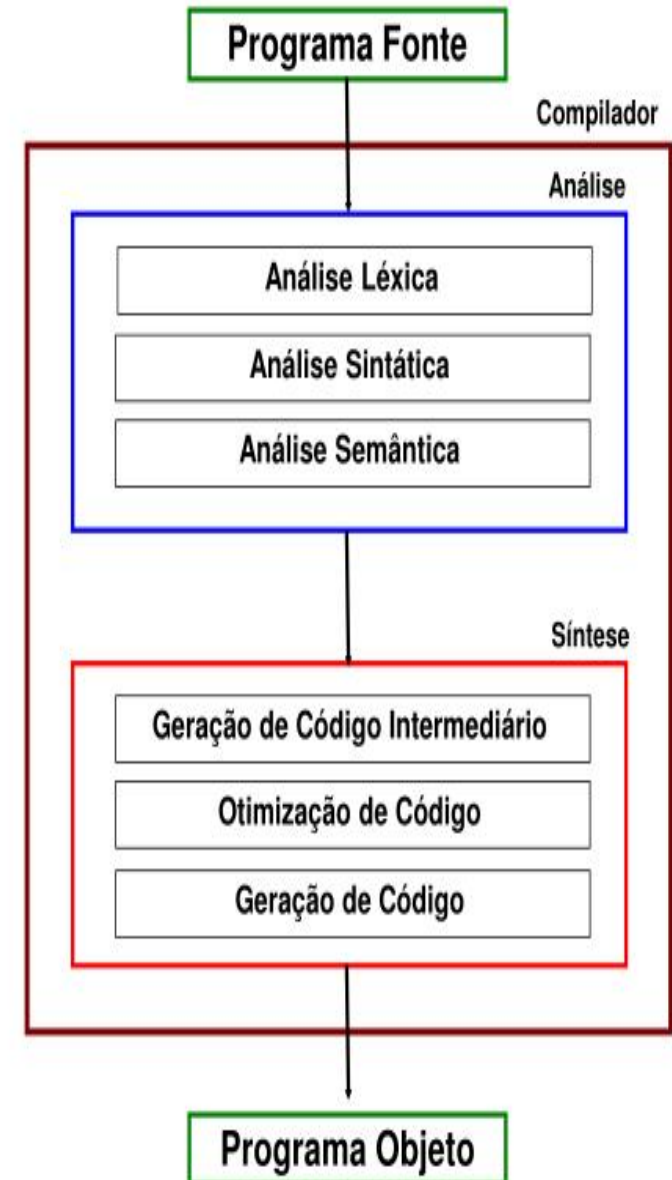 Programa Fonte
Compilador
Análise
Análise Léxica
Análise Sintática
Análise Semântica
Síntese
Geração de Código Intermediário
Otimização de Código
Geração de Código
Programa Objeto